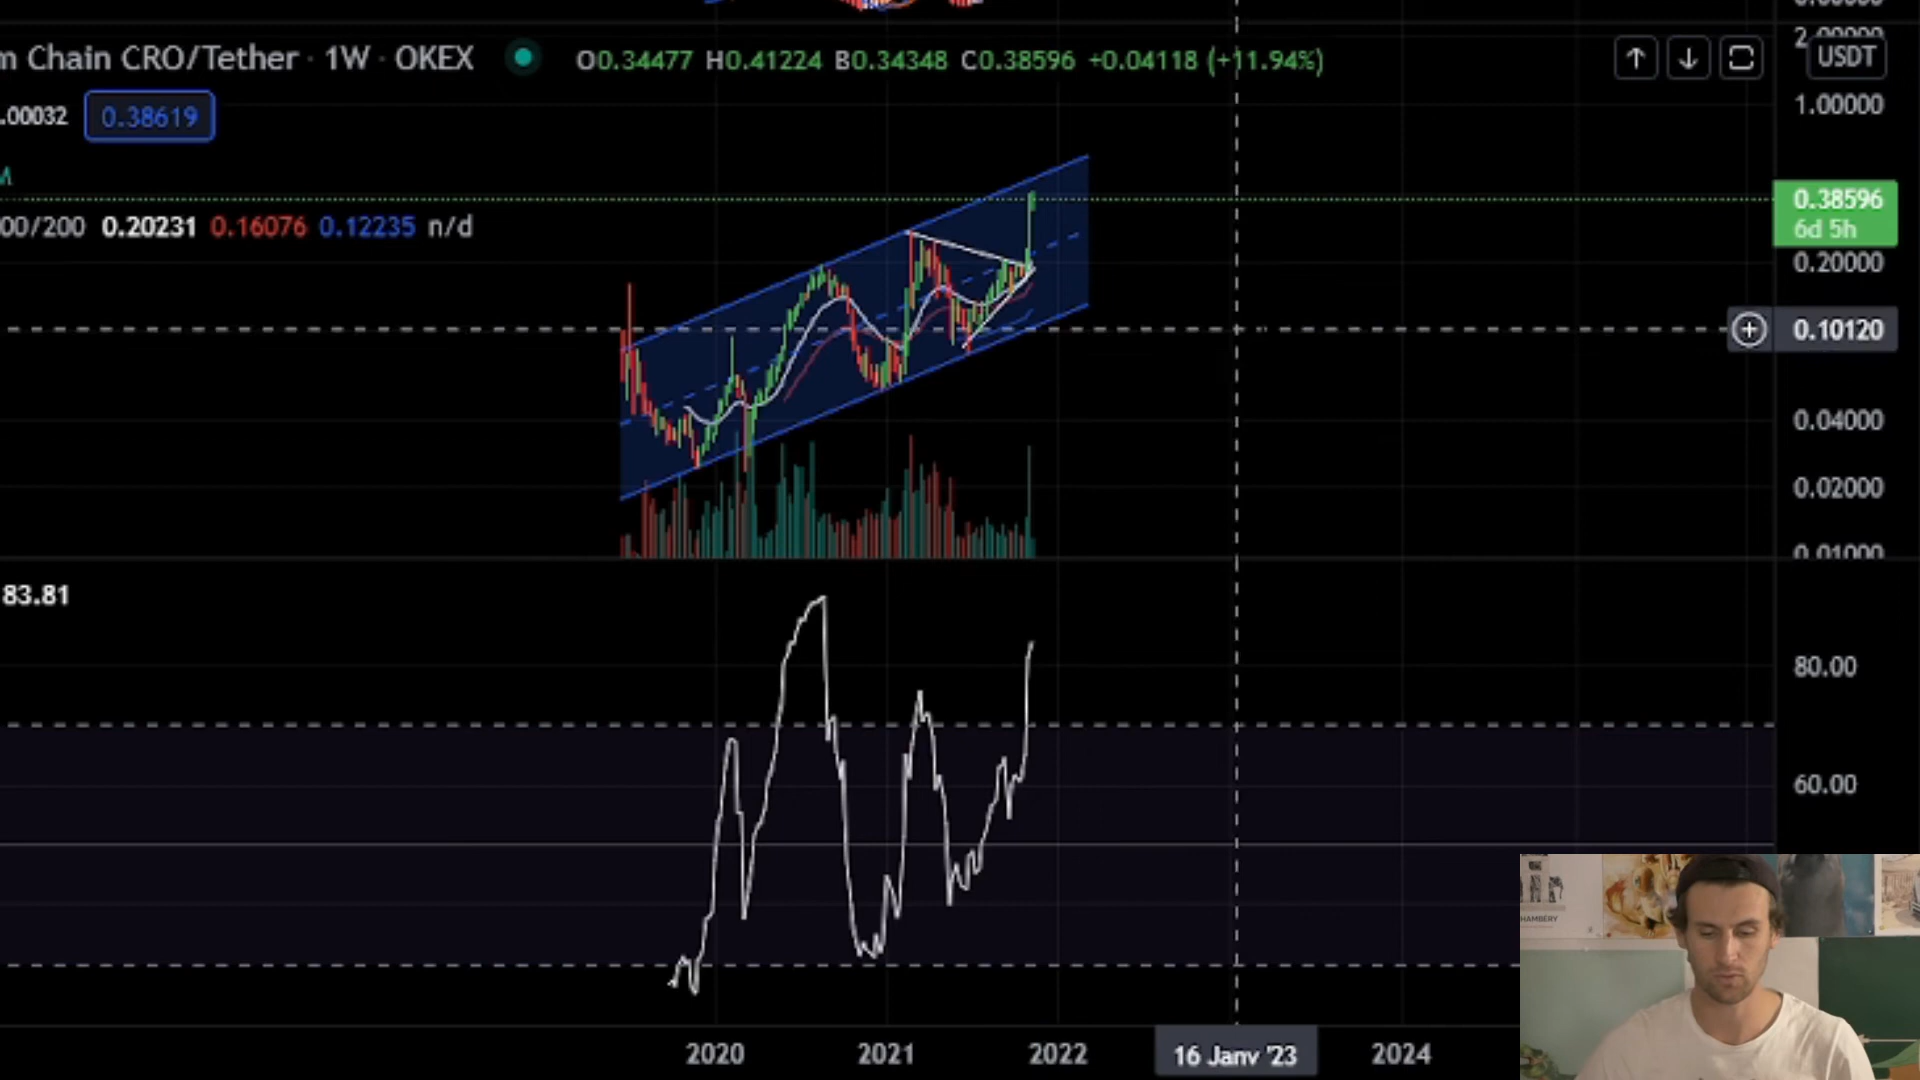 m Chain CRO/Tether · 1W · OKEX O0.34477 H0.41224 B0.34348 C0.38596 +0.04118 (+11.94%)
USDT
.00032 0.38619
1.00000
M
0.38596
6d 5h
00/200 0.20231 0.16076 0.12235 n/d
0.20000
0.10120
0.04000
0.02000
0.01000
83.81
80.00
60.00
HAMBÉRY
2020 2021 2022 16 Janv '23 2024